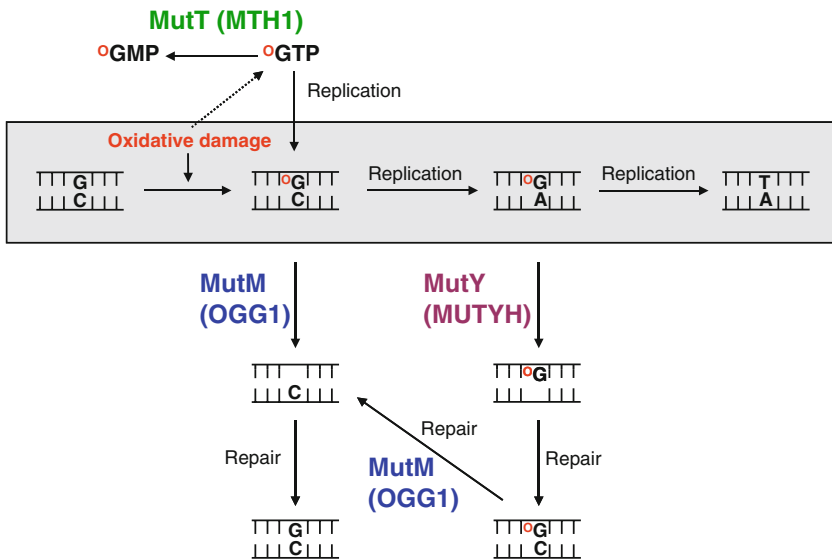 MutT (MTH1)
OGMP
OGTP
Replication
Oxidative damage
G
C
OG
C
Replication
OG
A
Replication
T
A
MutM
(OGG1)
MutY
(MUTYH)
C
OG
Repair
Repair
MutM
(OGG1)
Repair
G
C
OG
C